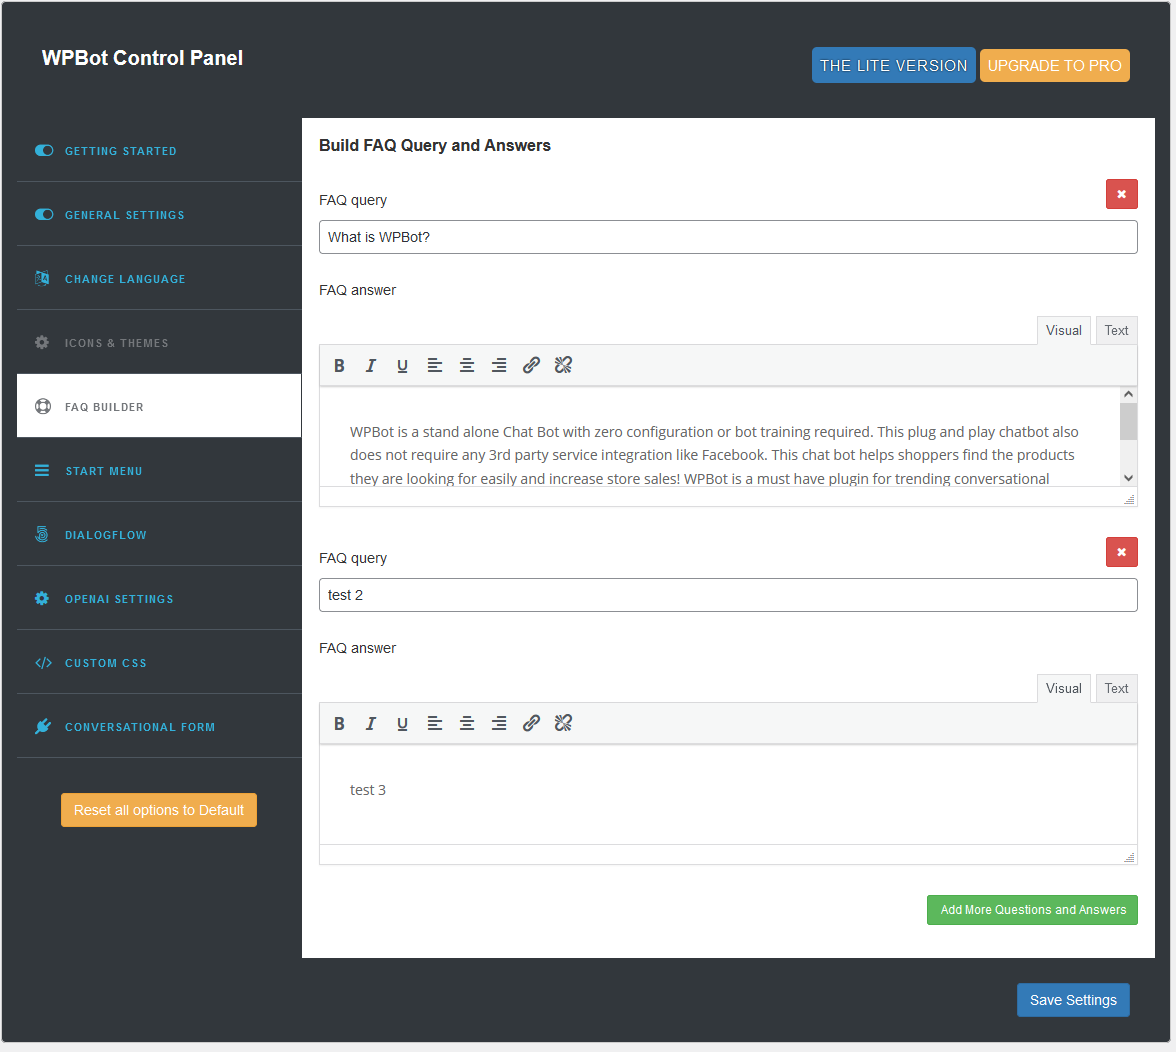 WPBot Control Panel
THE LITE VERSION
UPGRADE TO PRO
GETTING STARTED
GENERAL SETTINGS
CHANGE LANGUAGE
ICONS & THEMES
FAQ BUILDER
START MENU
DIALOGFLOW
OPENAI SETTINGS
CUSTOM CSS
CONVERSATIONAL FORM
Reset all options to Default
Build FAQ Query and Answers
FAQ query
What is WPBot?
FAQ answer
Visual
Text
B I U
WPBot is a stand alone Chat Bot with zero configuration or bot training required. This plug and play chatbot also
does not require any 3rd party service integration like Facebook. This chat bot helps shoppers find the products
they are looking for easily and increase store sales! WPBot is a must have plugin for trending conversational
FAQ query
test 2
FAQ answer
Visual
Text
B I U
test 3
Add More Questions and Answers
Save Settings